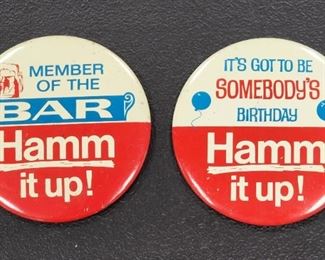 MEMBER
OF THE
BAR
Hamm
it up!
IT'S GOT TO BE
SOMEBODY'S
BIRTHDAY
Hamm
it up!